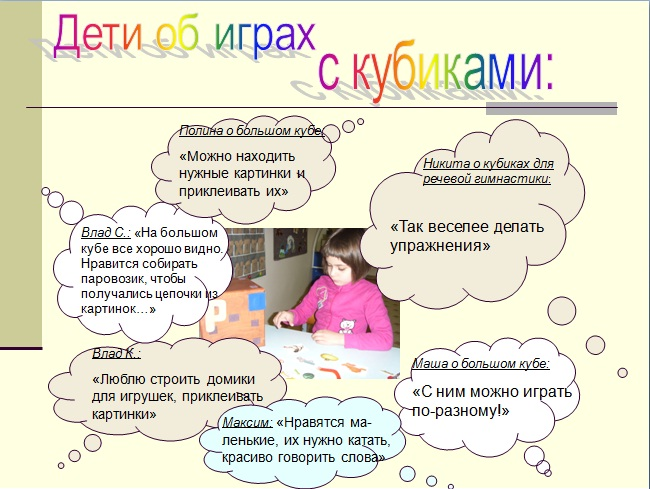 Дети об играх
с кубиками:
Полина о большом кубе:
«Можно находить
нужные картинки и
приклеивать их»
Никита о кубиках для
речевой гимнастики:
«Так веселее делать
упражнения»
Влад С.: «На большом
кубе все хорошо видно.
Нравится собирать
паровозик, чтобы
получались цепочки из
картинок…»
Влад К.:
«Люблю строить домики
для игрушек, приклеивать
картинки»
Маша о большом кубе:
«С ним можно играть
по-разному!»
Максим: «Нравятся ма-
ленькие, их нужно катать,
красиво говорить слова»
Р